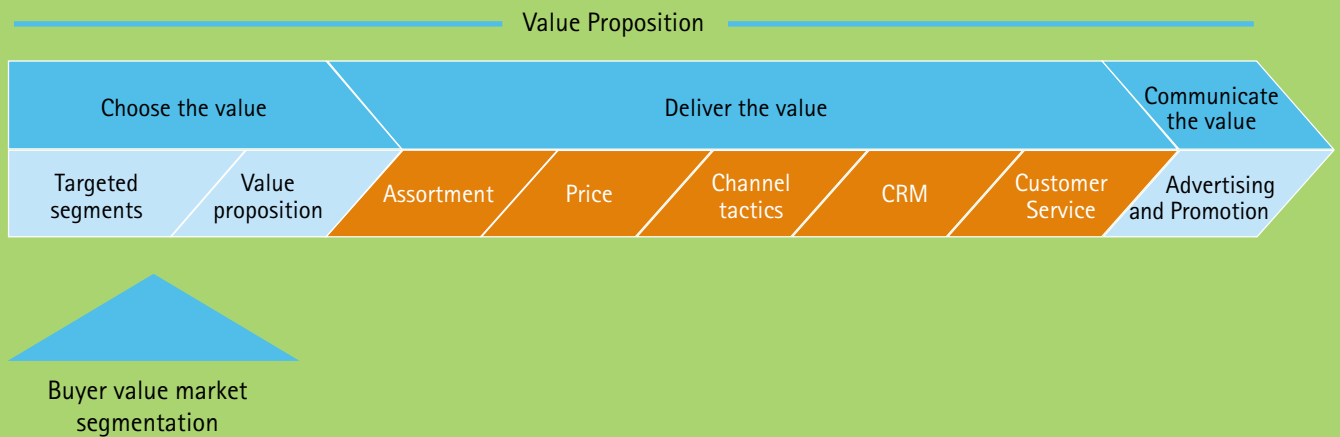 Value Proposition
Choose the value
Deliver the value
Communicate
the value
Targeted
segments
Value
proposition
Assortment
Price
Channel
tactics
CRM
Customer
Service
Advertising
and Promotion
Buyer value market
segmentation